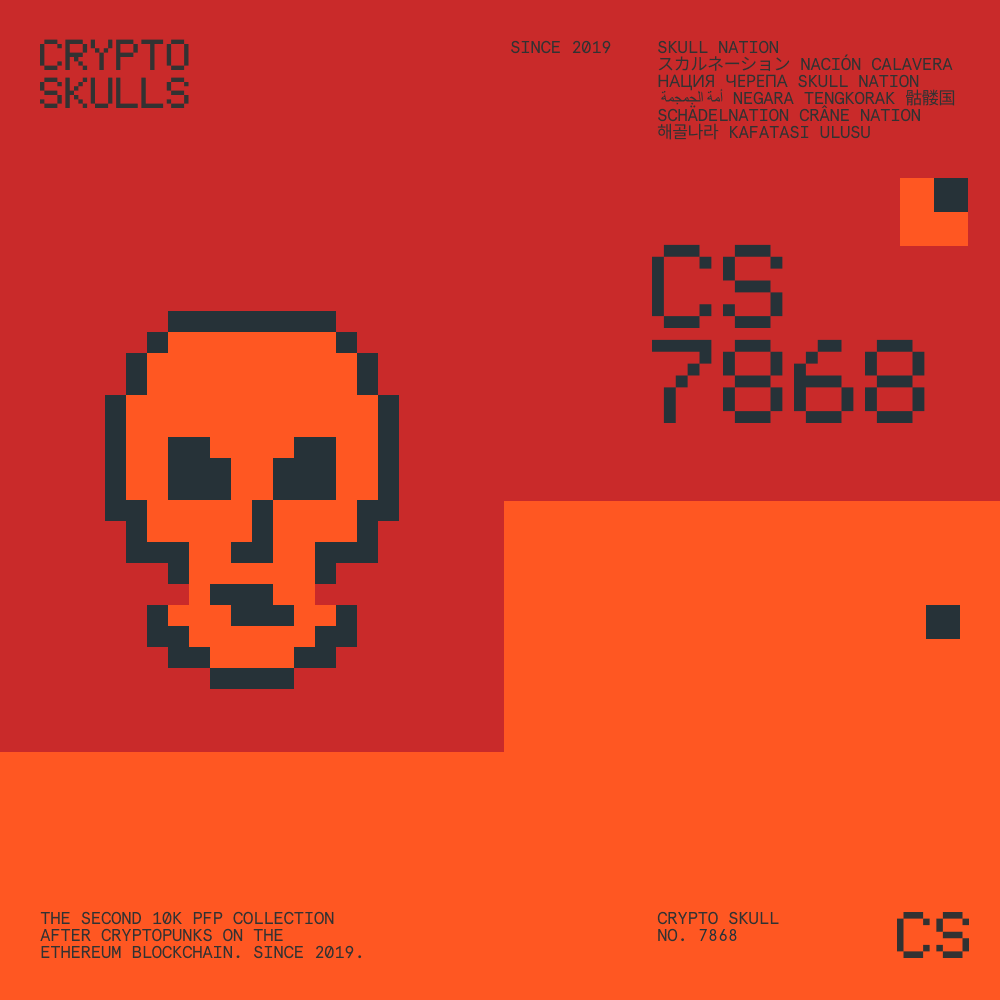 CRYPTO
SKULLS
SINCE 2019
SKULL NATION
スカルネーション NACIÓN CALAVERA
НАЦИЯ ЧЕРЕПА SKULL NATION
أمة الجمجمة NEGARA TENGKORAK 骷髅国
SCHÄDELNATION CRÂNE NATION
해골나라 KAFATASI ULUSU
CS
7868
THE SECOND 10K PFP COLLECTION
AFTER CRYPTOPUNKS ON THE
ETHEREUM BLOCKCHAIN. SINCE 2019.
CRYPTO SKULL
NO. 7868
CS